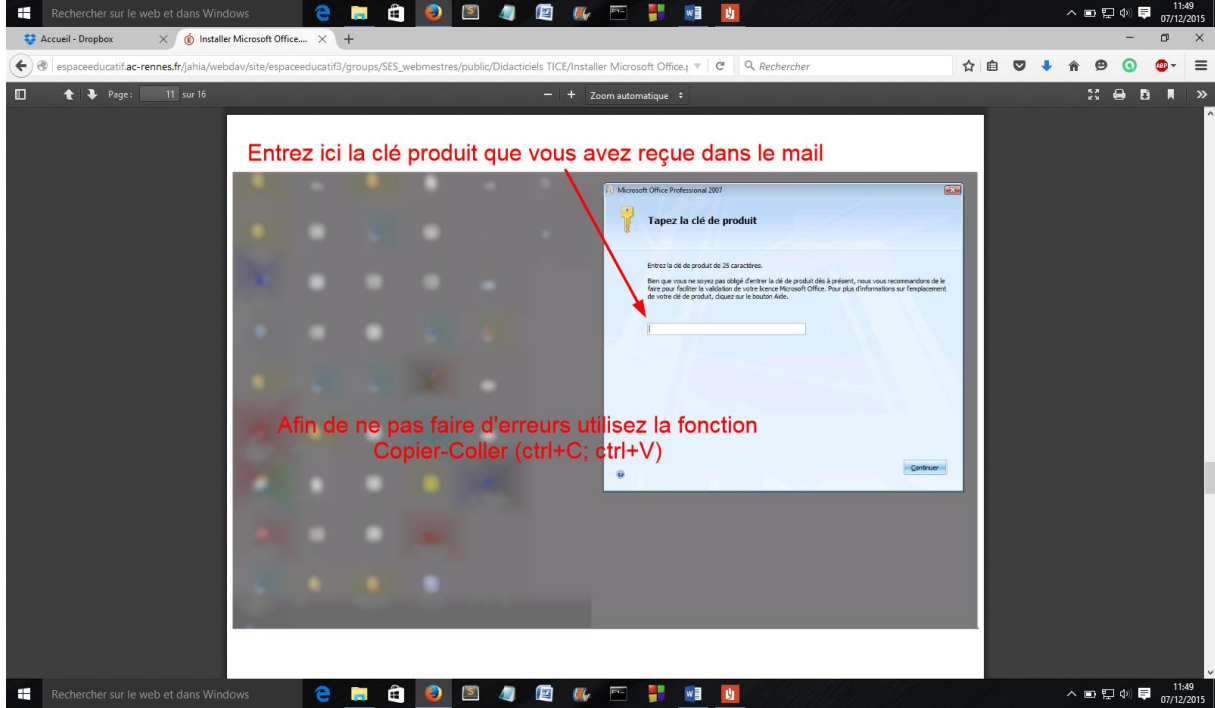 Rechercher sur le web et dans Windows
11:49
07/12/2015
Accueil - Dropbox
Installer Microsoft Office....
espaceeducatif.ac-rennes.fr/jahia/webdav/site/espaceeducatif3/groups/SES_webmestres/public/Didacticiels TICE/Installer Microsoft Office.p
Rechercher
ABP
Page: 11 sur 16
Zoom automatique
Entrez ici la clé produit que vous avez reçue dans le mail
Microsoft Office Professional 2007
Tapez la clé de produit
Entrez la clé de produit de 25 caractères.
Bien que vous ne soyez pas obligé d'entrer la clé de produit dès à présent, nous vous recommandons de le
faire pour faciliter la validation de votre licence Microsoft Office. Pour plus d'informations sur l'emplacement
de votre clé de produit, cliquez sur le bouton Aide.
Afin de ne pas faire d'erreurs utilisez la fonction
Copier-Coller (ctrl+C; ctrl+V)
Continuer
Rechercher sur le web et dans Windows
11:49
07/12/2015